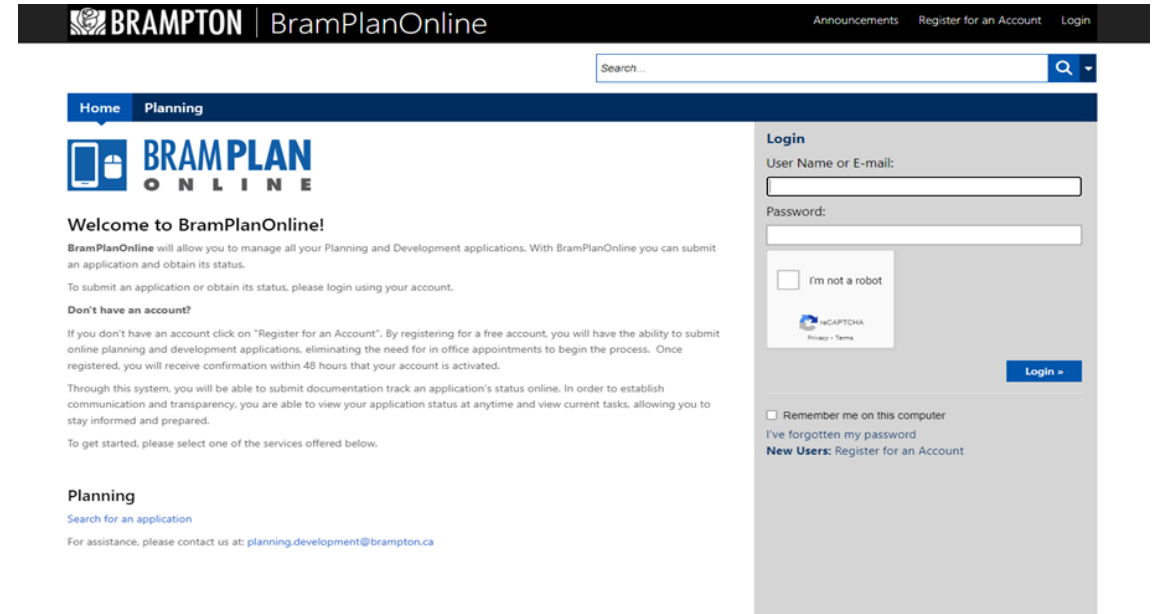 BRAMPTON | BramPlanOnline
Announcements Register for an Account Login
Search...
Home Planning
BRAMPLAN
ONLINE
Welcome to BramPlanOnline!
BramPlanOnline will allow you to manage all your Planning and Development applications. With BramPlanOnline you can submit
an application and obtain its status.
To submit an application or obtain its status, please login using your account.
Don't have an account?
If you don't have an account click on "Register for an Account". By registering for a free account, you will have the ability to submit
online planning and development applications, eliminating the need for in office appointments to begin the process. Once
registered, you will receive confirmation within 48 hours that your account is activated.
Through this system, you will be able to submit documentation track an application's status online. In order to establish
communication and transparency, you are able to view your application status at anytime and view current tasks, allowing you to
stay informed and prepared.
To get started, please select one of the services offered below.
Planning
Search for an application
For assistance, please contact us at: planning.development@brampton.ca
Login
User Name or E-mail:
Password:
I'm not a robot
reCAPTCHA
Privacy - Terms
Login »
Remember me on this computer
I've forgotten my password
New Users: Register for an Account